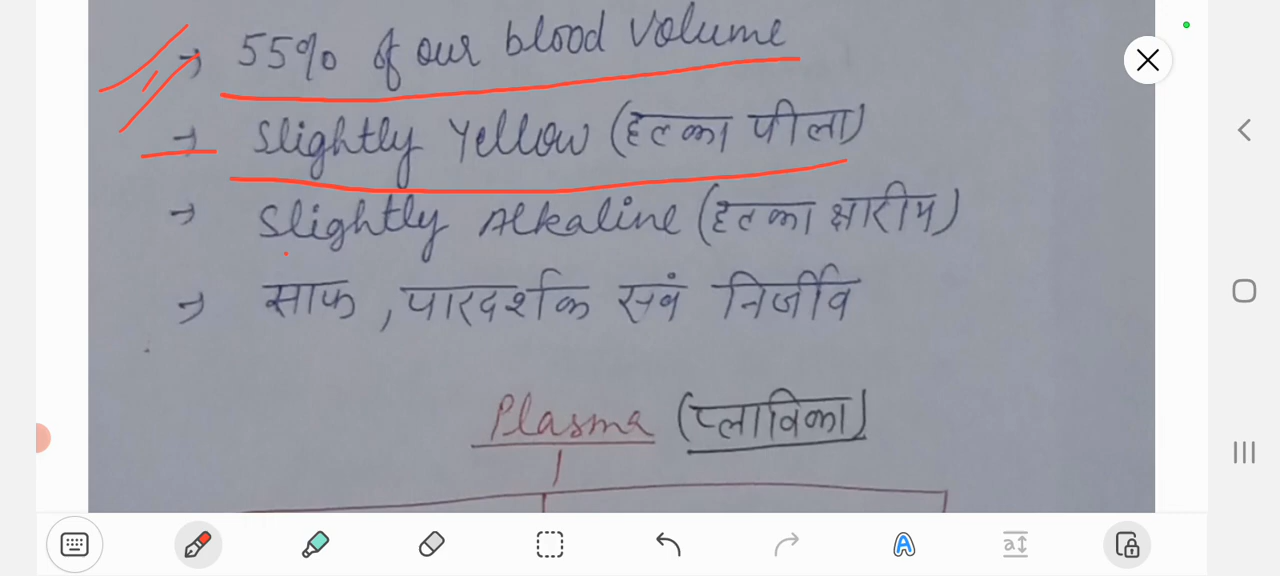 → 55% of our blood volume
→ Slightly Yellow (हल्का पीला)
→ Slightly Alkaline (हल्का क्षारीय)
→ साफ, पारदर्शक एवं निर्जीव
Plasma (प्लाविका)